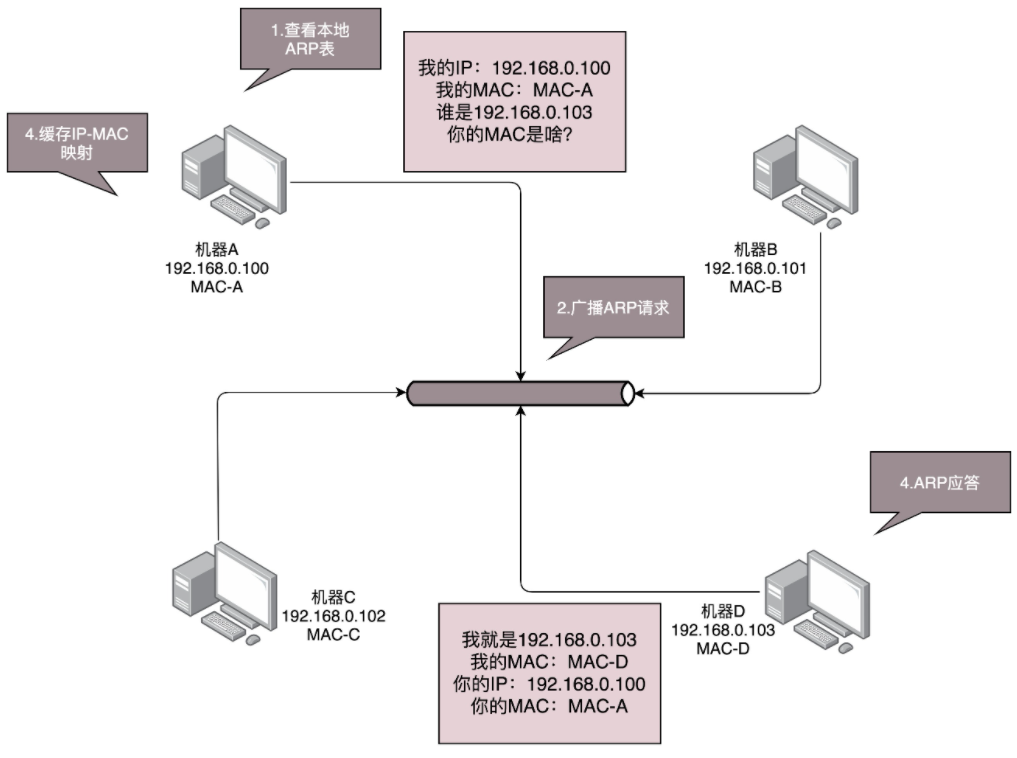 1.查看本地
ARP表
我的IP：192.168.0.100
我的MAC：MAC-A
谁是192.168.0.103
你的MAC是啥？
4.缓存IP-MAC
映射
机器A
192.168.0.100
MAC-A
机器B
192.168.0.101
MAC-B
2.广播ARP请求
4.ARP应答
机器C
192.168.0.102
MAC-C
机器D
192.168.0.103
MAC-D
我就是192.168.0.103
我的MAC：MAC-D
你的IP：192.168.0.100
你的MAC：MAC-A